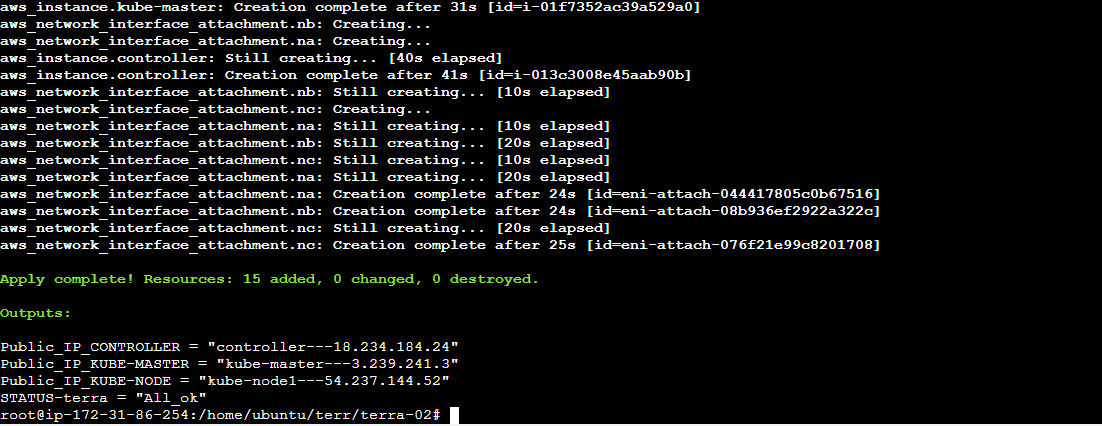 aws_instance.kube-master: Creation complete after 31s [id=i-01f7352ac39a529a0]
aws_network_interface_attachment.nb: Creating...
aws_network_interface_attachment.na: Creating...
aws_instance.controller: Still creating... [40s elapsed]
aws_instance.controller: Creation complete after 41s [id=i-013c3008e45aab90b]
aws_network_interface_attachment.nb: Still creating... [10s elapsed]
aws_network_interface_attachment.nc: Creating...
aws_network_interface_attachment.na: Still creating... [10s elapsed]
aws_network_interface_attachment.nb: Still creating... [20s elapsed]
aws_network_interface_attachment.nc: Still creating... [10s elapsed]
aws_network_interface_attachment.na: Still creating... [20s elapsed]
aws_network_interface_attachment.na: Creation complete after 24s [id=eni-attach-044417805c0b67516]
aws_network_interface_attachment.nb: Creation complete after 24s [id=eni-attach-08b936ef2922a322c]
aws_network_interface_attachment.nc: Still creating... [20s elapsed]
aws_network_interface_attachment.nc: Creation complete after 25s [id=eni-attach-076f21e99c8201708]
Apply complete! Resources: 15 added, 0 changed, 0 destroyed.
Outputs:
Public_IP_CONTROLLER = "controller---18.234.184.24"
Public_IP_KUBE-MASTER = "kube-master---3.239.241.3"
Public_IP_KUBE-NODE = "kube-node1---54.237.144.52"
STATUS-terra = "All_ok"
root@ip-172-31-86-254:/home/ubuntu/terr/terra-02#